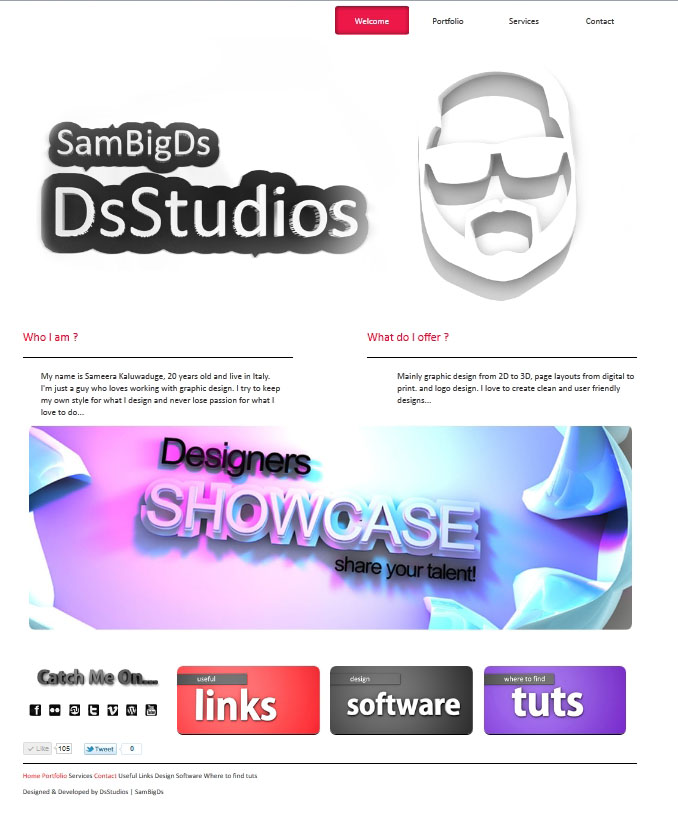 Welcome Portfolio Services Contact
SamBigDs
DsStudios
Who I am ?
My name is Sameera Kaluwaduge, 20 years old and live in Italy.
I'm just a guy who loves working with graphic design. I try to keep
my own style for what I design and never lose passion for what I
love to do...
What do I offer ?
Mainly graphic design from 2D to 3D, page layouts from digital to
print. and logo design. I love to create clean and user friendly
designs...
Designers
SHOWCASE
share your talent!
Catch Me On....
useful
links
design
software
where to find
tuts
Like 105 Tweet 0
Home Portfolio Services Contact Useful Links Design Software Where to find tuts
Designed & Developed by DsStudios | SamBigDs